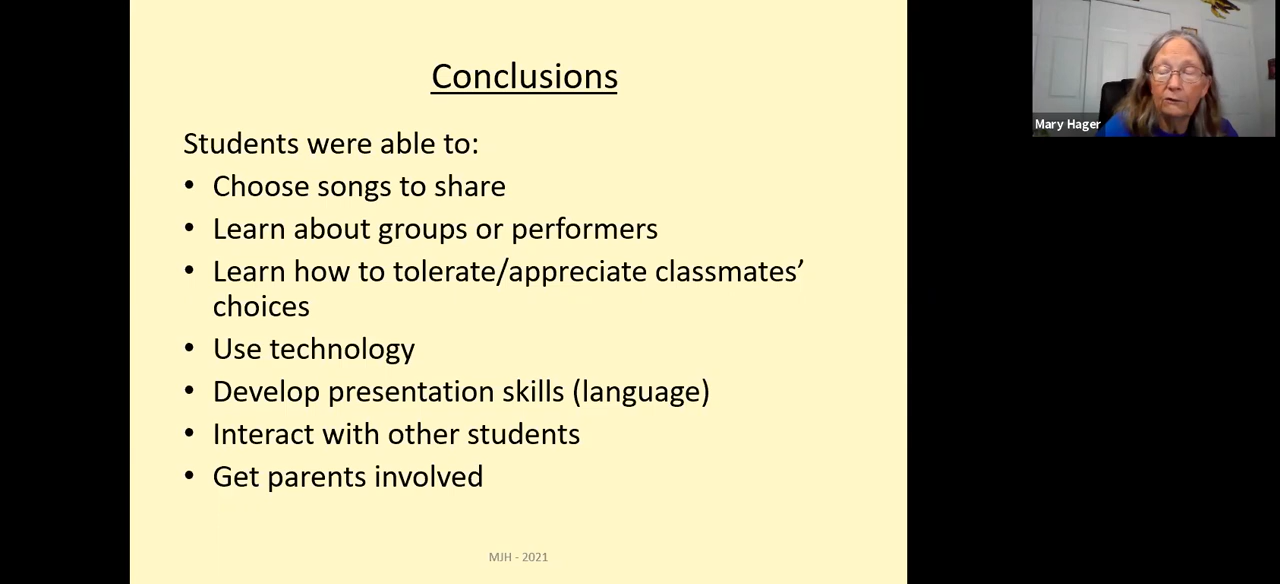 Conclusions
Students were able to:
• Choose songs to share
• Learn about groups or performers
• Learn how to tolerate/appreciate classmates’
choices
• Use technology
• Develop presentation skills (language)
• Interact with other students
• Get parents involved
MJH - 2021
Mary Hager